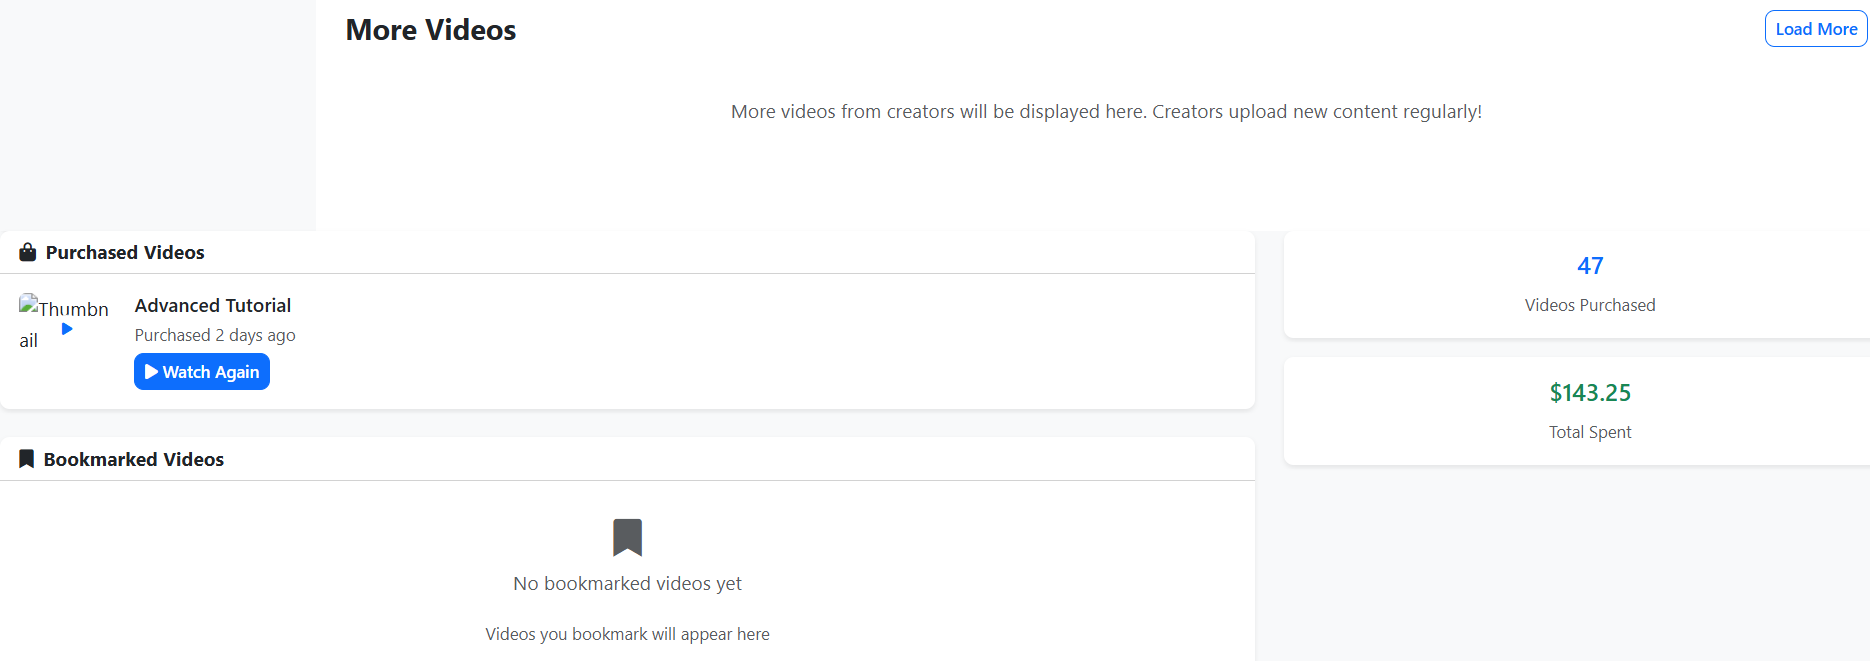 More Videos
Load More
More videos from creators will be displayed here. Creators upload new content regularly!
Purchased Videos
Thumbn
ail
Advanced Tutorial
Purchased 2 days ago
Watch Again
47
Videos Purchased
$143.25
Total Spent
Bookmarked Videos
No bookmarked videos yet
Videos you bookmark will appear here